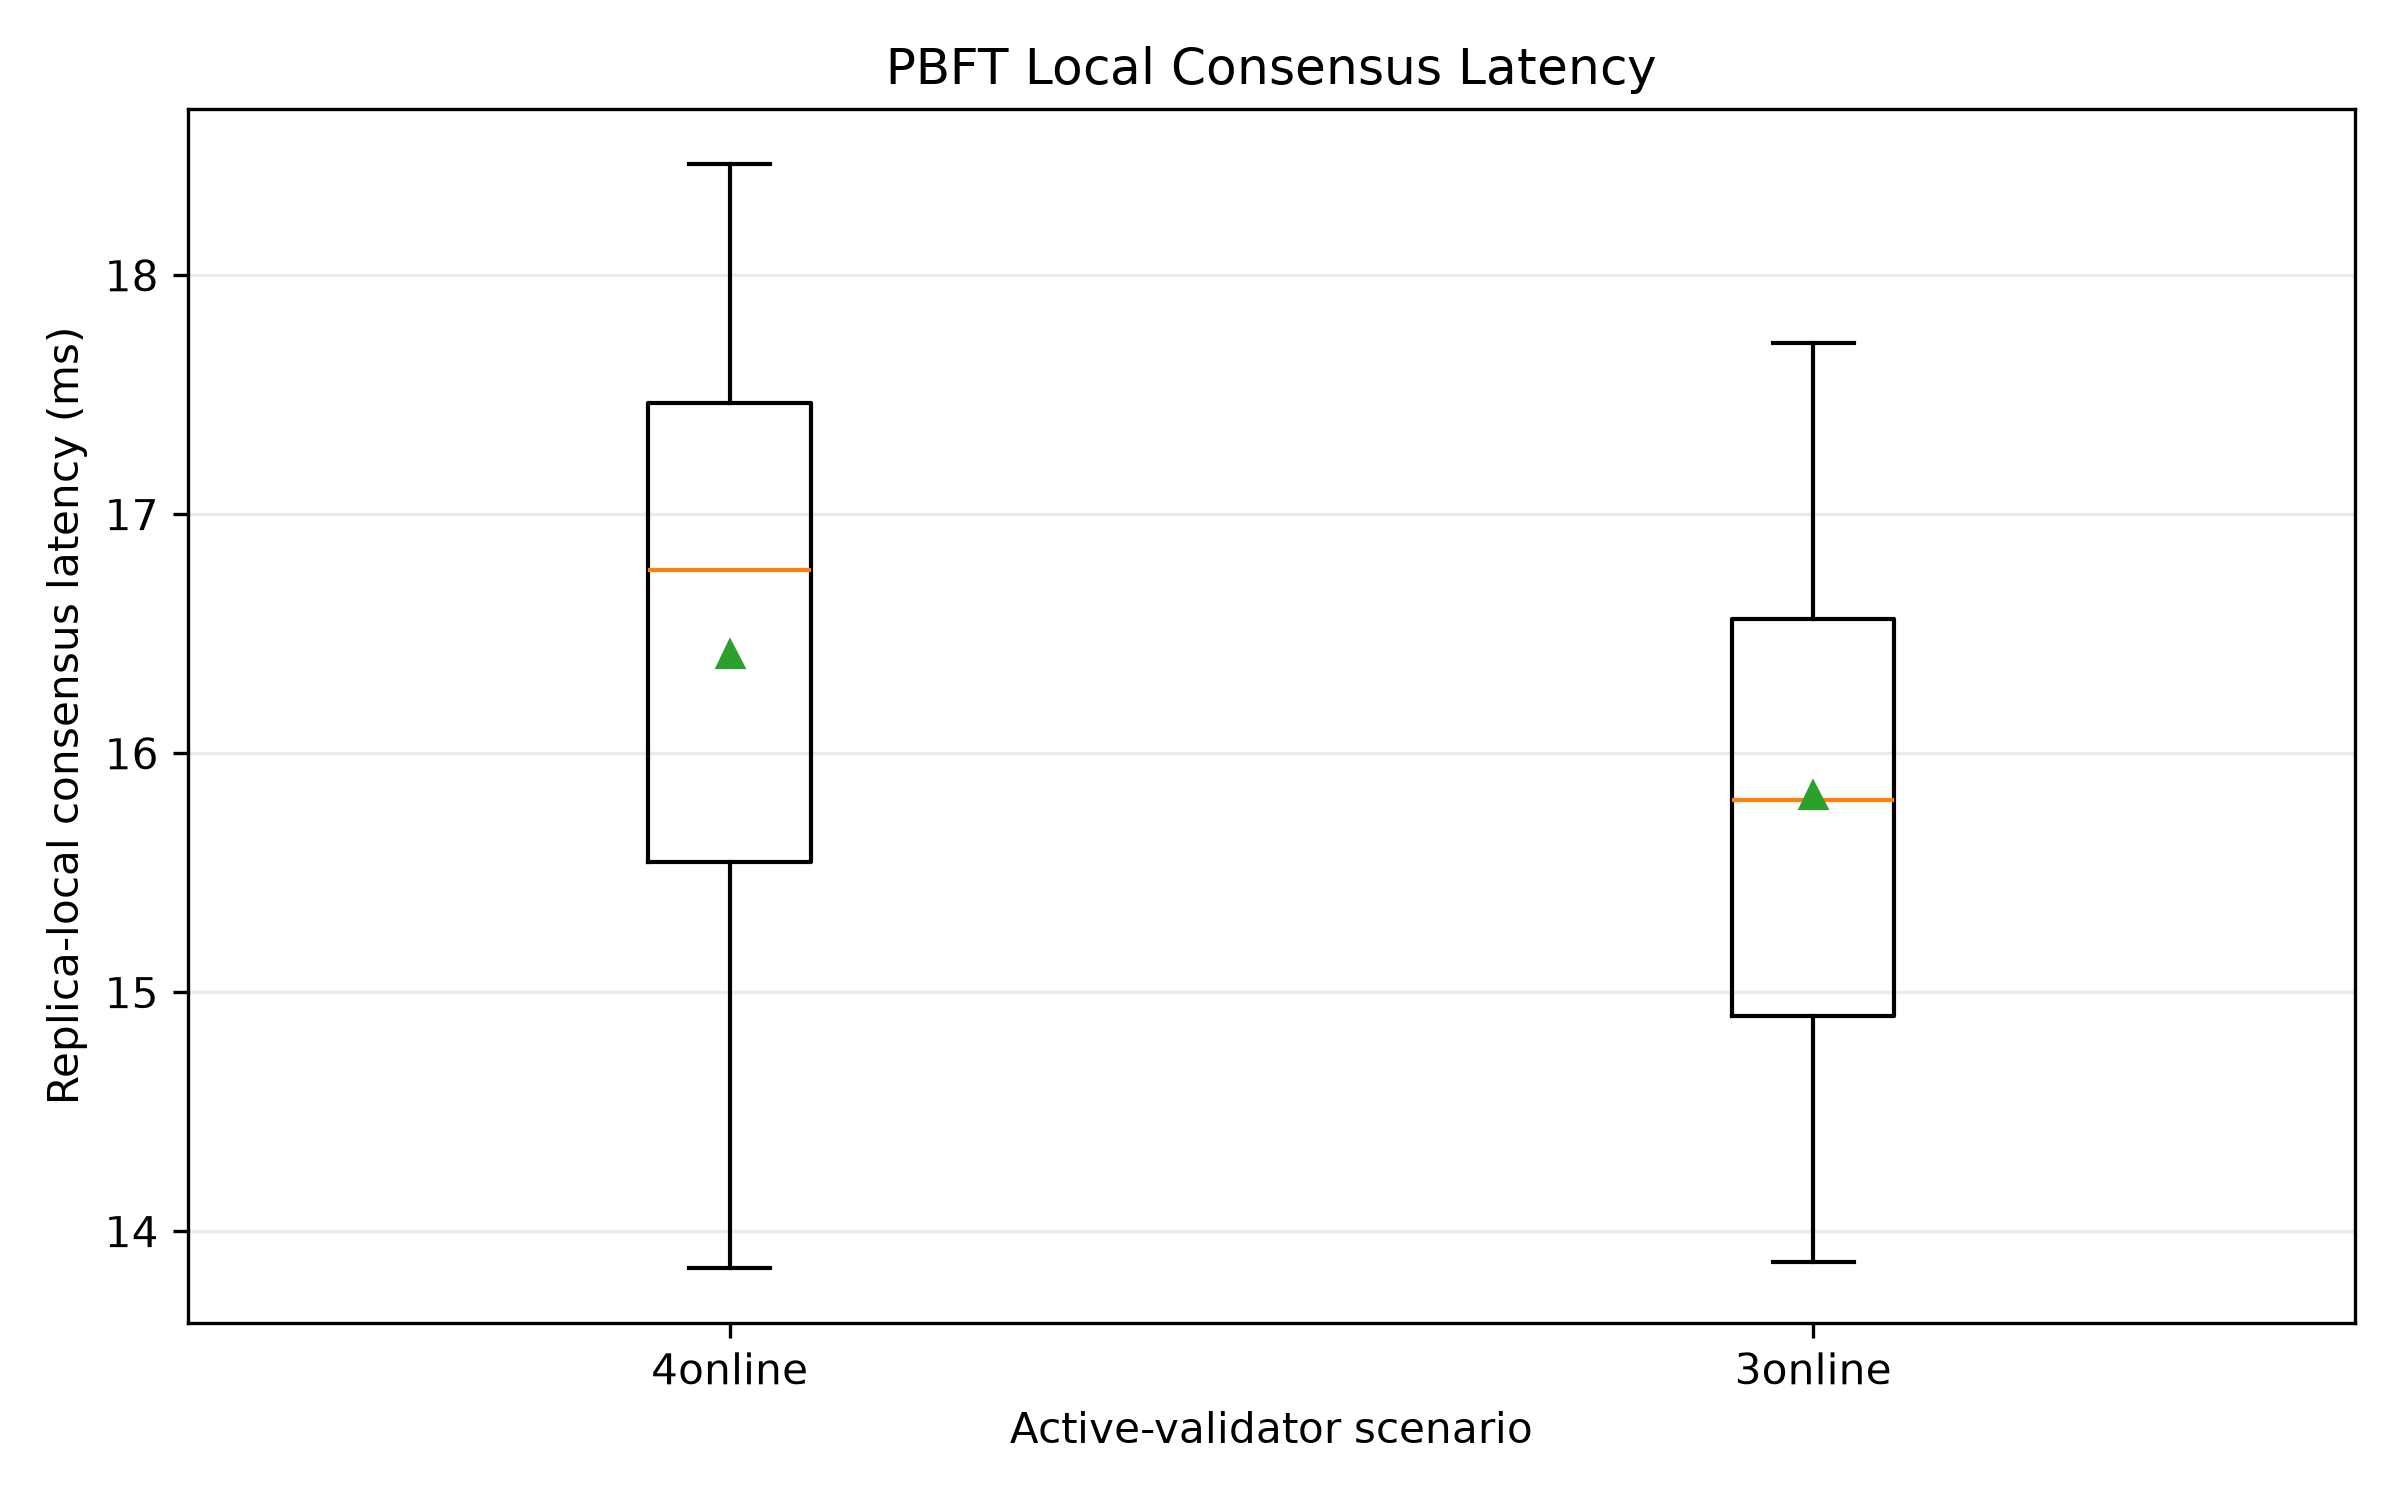 PBFT Local Consensus Latency
Replica-local consensus latency (ms)
18
17
16
15
14
4online
3online
Active-validator scenario